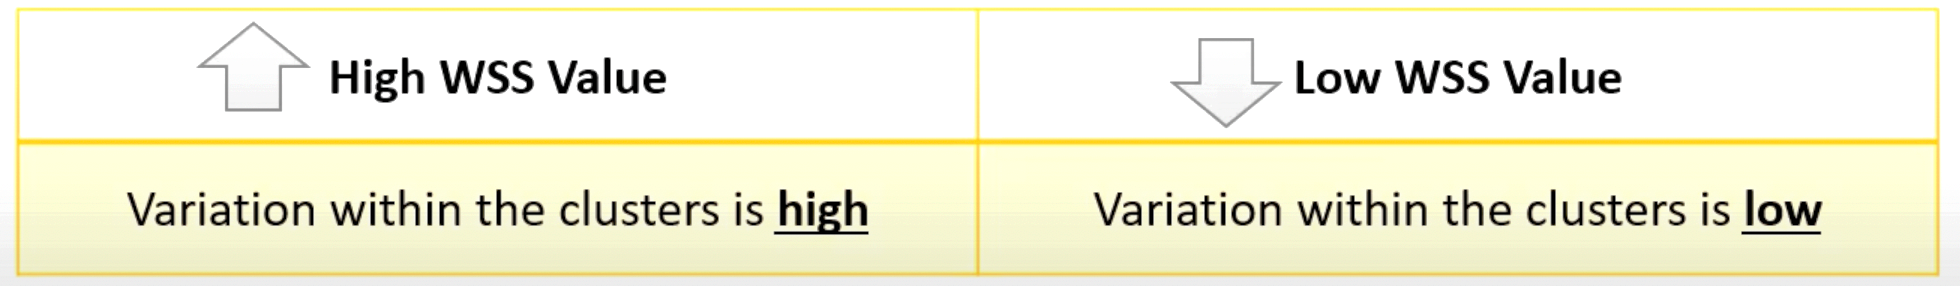 High WSS Value
Low WSS Value
Variation within the clusters is high
Variation within the clusters is low